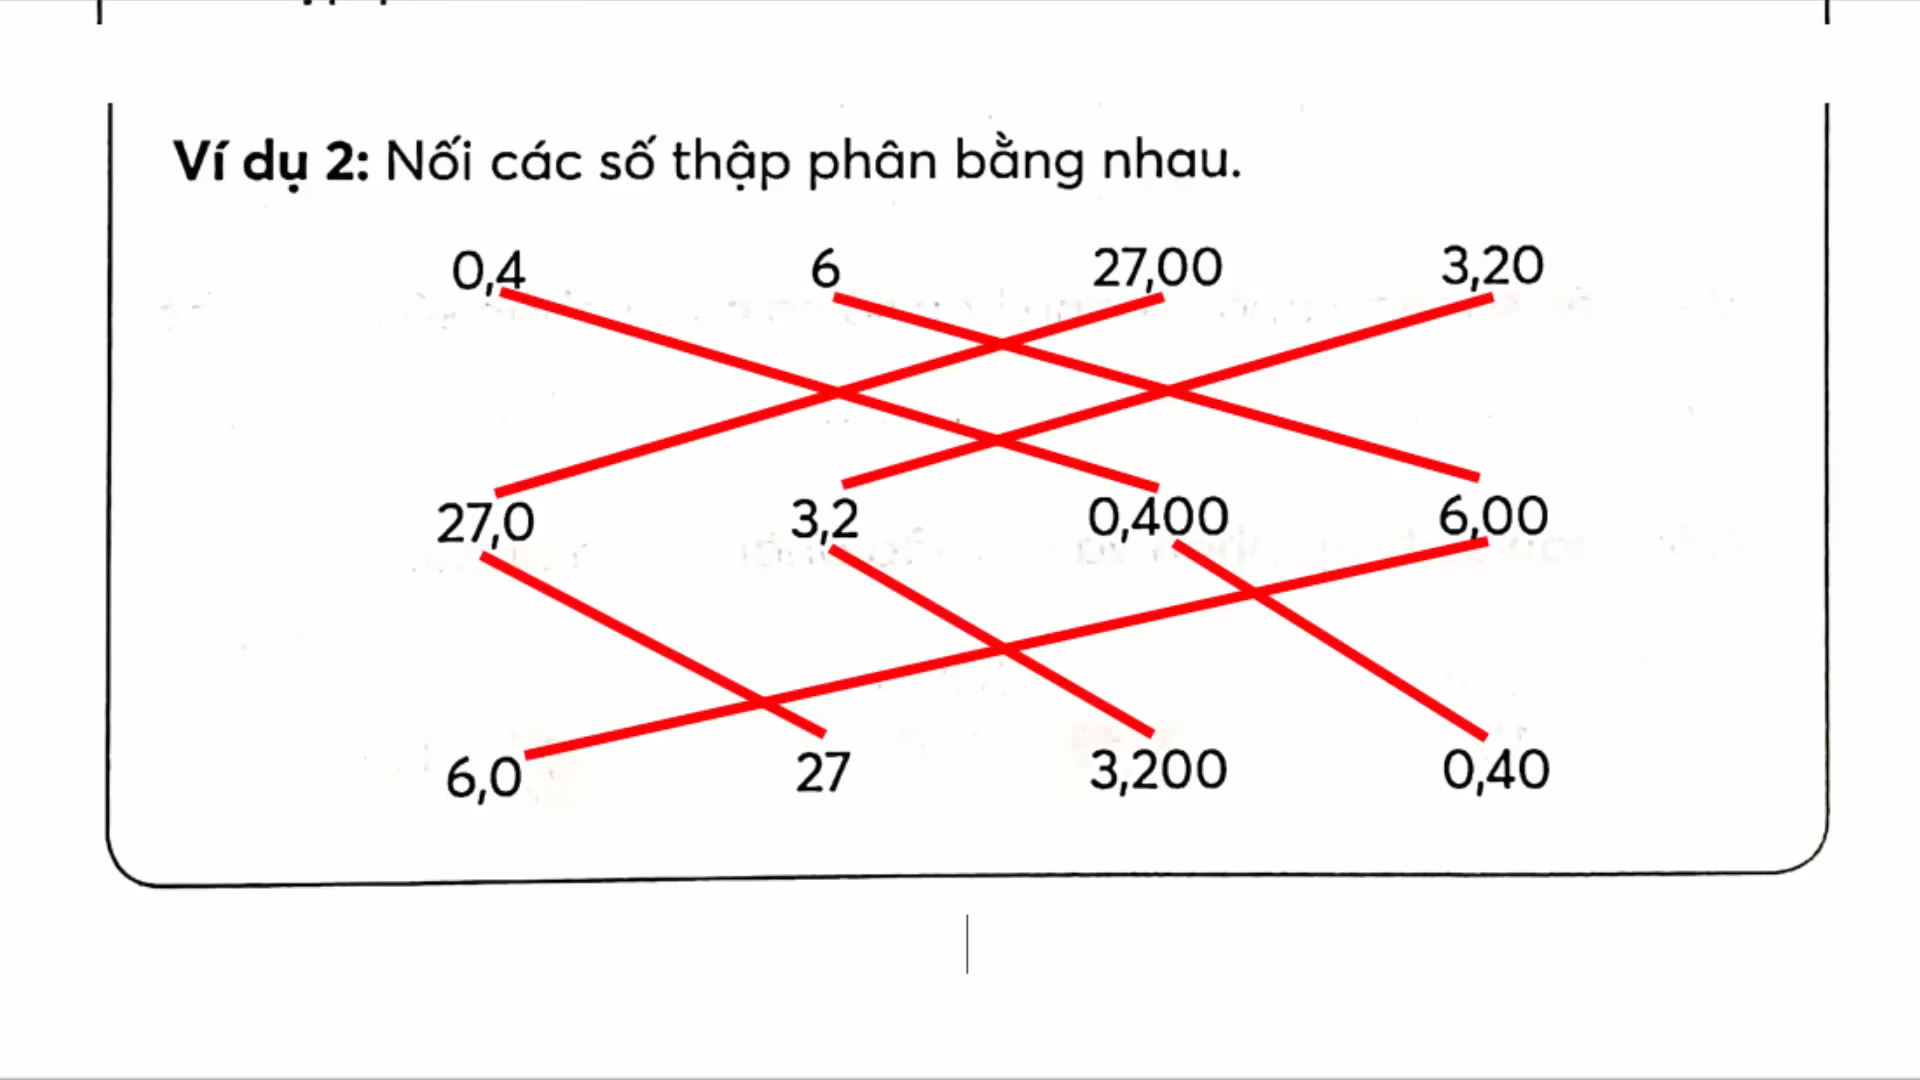 Ví dụ 2: Nối các số thập phân bằng nhau.
0,4 6 27,00 3,20
27,0 3,2 0,400 6,00
6,0 27 3,200 0,40